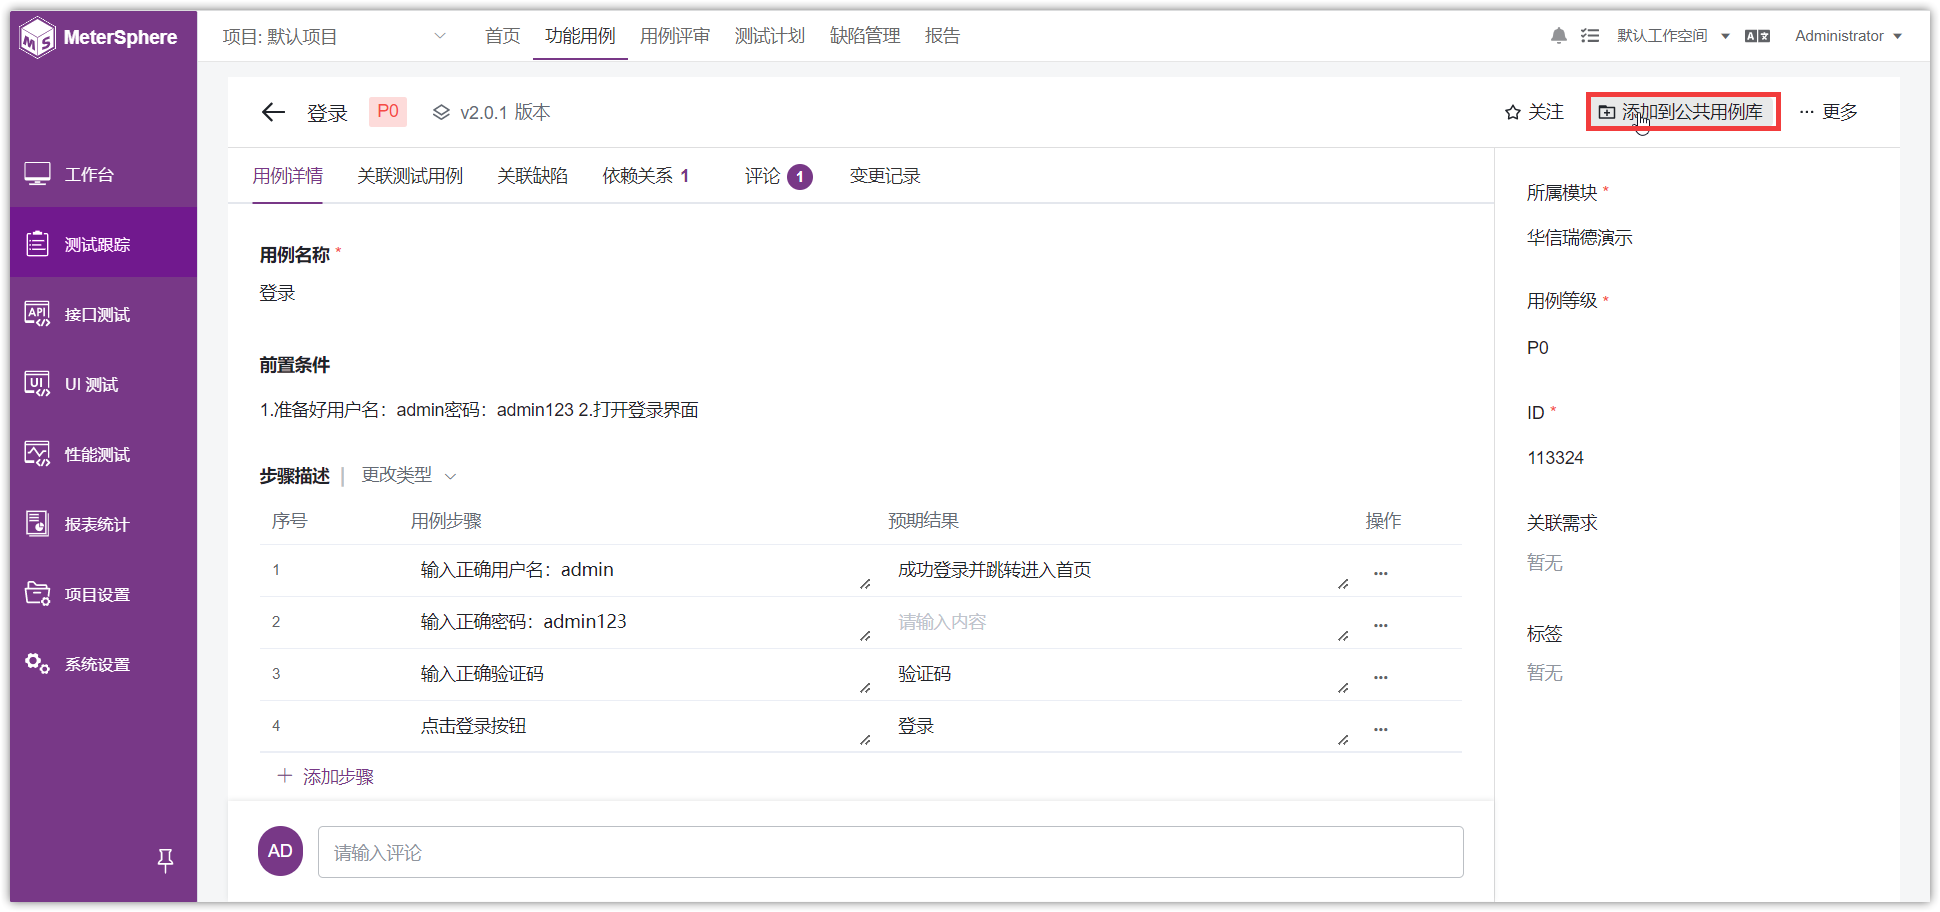 MeterSphere
项目: 默认项目
首页 功能用例 用例评审 测试计划 缺陷管理 报告
默认工作空间
Administrator
工作台
测试跟踪
接口测试
UI 测试
性能测试
报表统计
项目设置
系统设置
登录 P0 v2.0.1 版本
关注 添加到公共用例库 ··· 更多
用例详情 关联测试用例 关联缺陷 依赖关系 1 评论 1 变更记录
用例名称 *
登录
前置条件
1.准备好用户名：admin密码：admin123 2.打开登录界面
步骤描述 | 更改类型
序号 用例步骤 预期结果 操作
1 输入正确用户名：admin 成功登录并跳转进入首页 ...
2 输入正确密码：admin123 请输入内容 ...
3 输入正确验证码 验证码 ...
4 点击登录按钮 登录 ...
+ 添加步骤
AD 请输入评论
所属模块 *
华信瑞德演示
用例等级 *
P0
ID *
113324
关联需求
暂无
标签
暂无